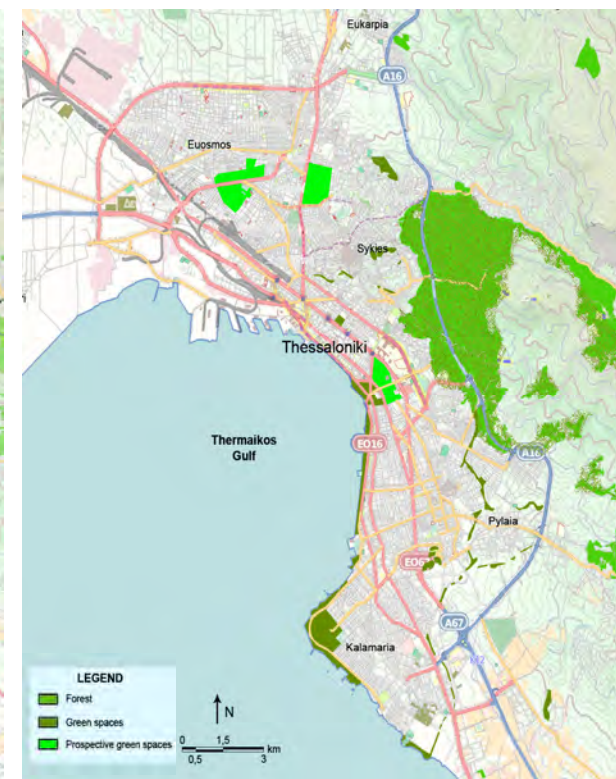 Eukarpia
A16
Euosmos
Sykies
Thessaloniki
Thermaikos
Gulf
EO16
A16
Pylaia
EO67
A67
Kalamaria
LEGEND
Forest
Green spaces
Prospective green spaces
N
0 1,5
km
0,5 3